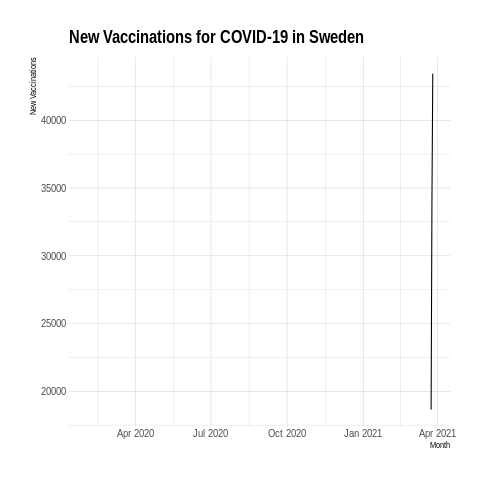 New Vaccinations for COVID-19 in Sweden
New Vaccinations
40000
35000
30000
25000
20000
Apr 2020 Jul 2020 Oct 2020 Jan 2021 Apr 2021
Month